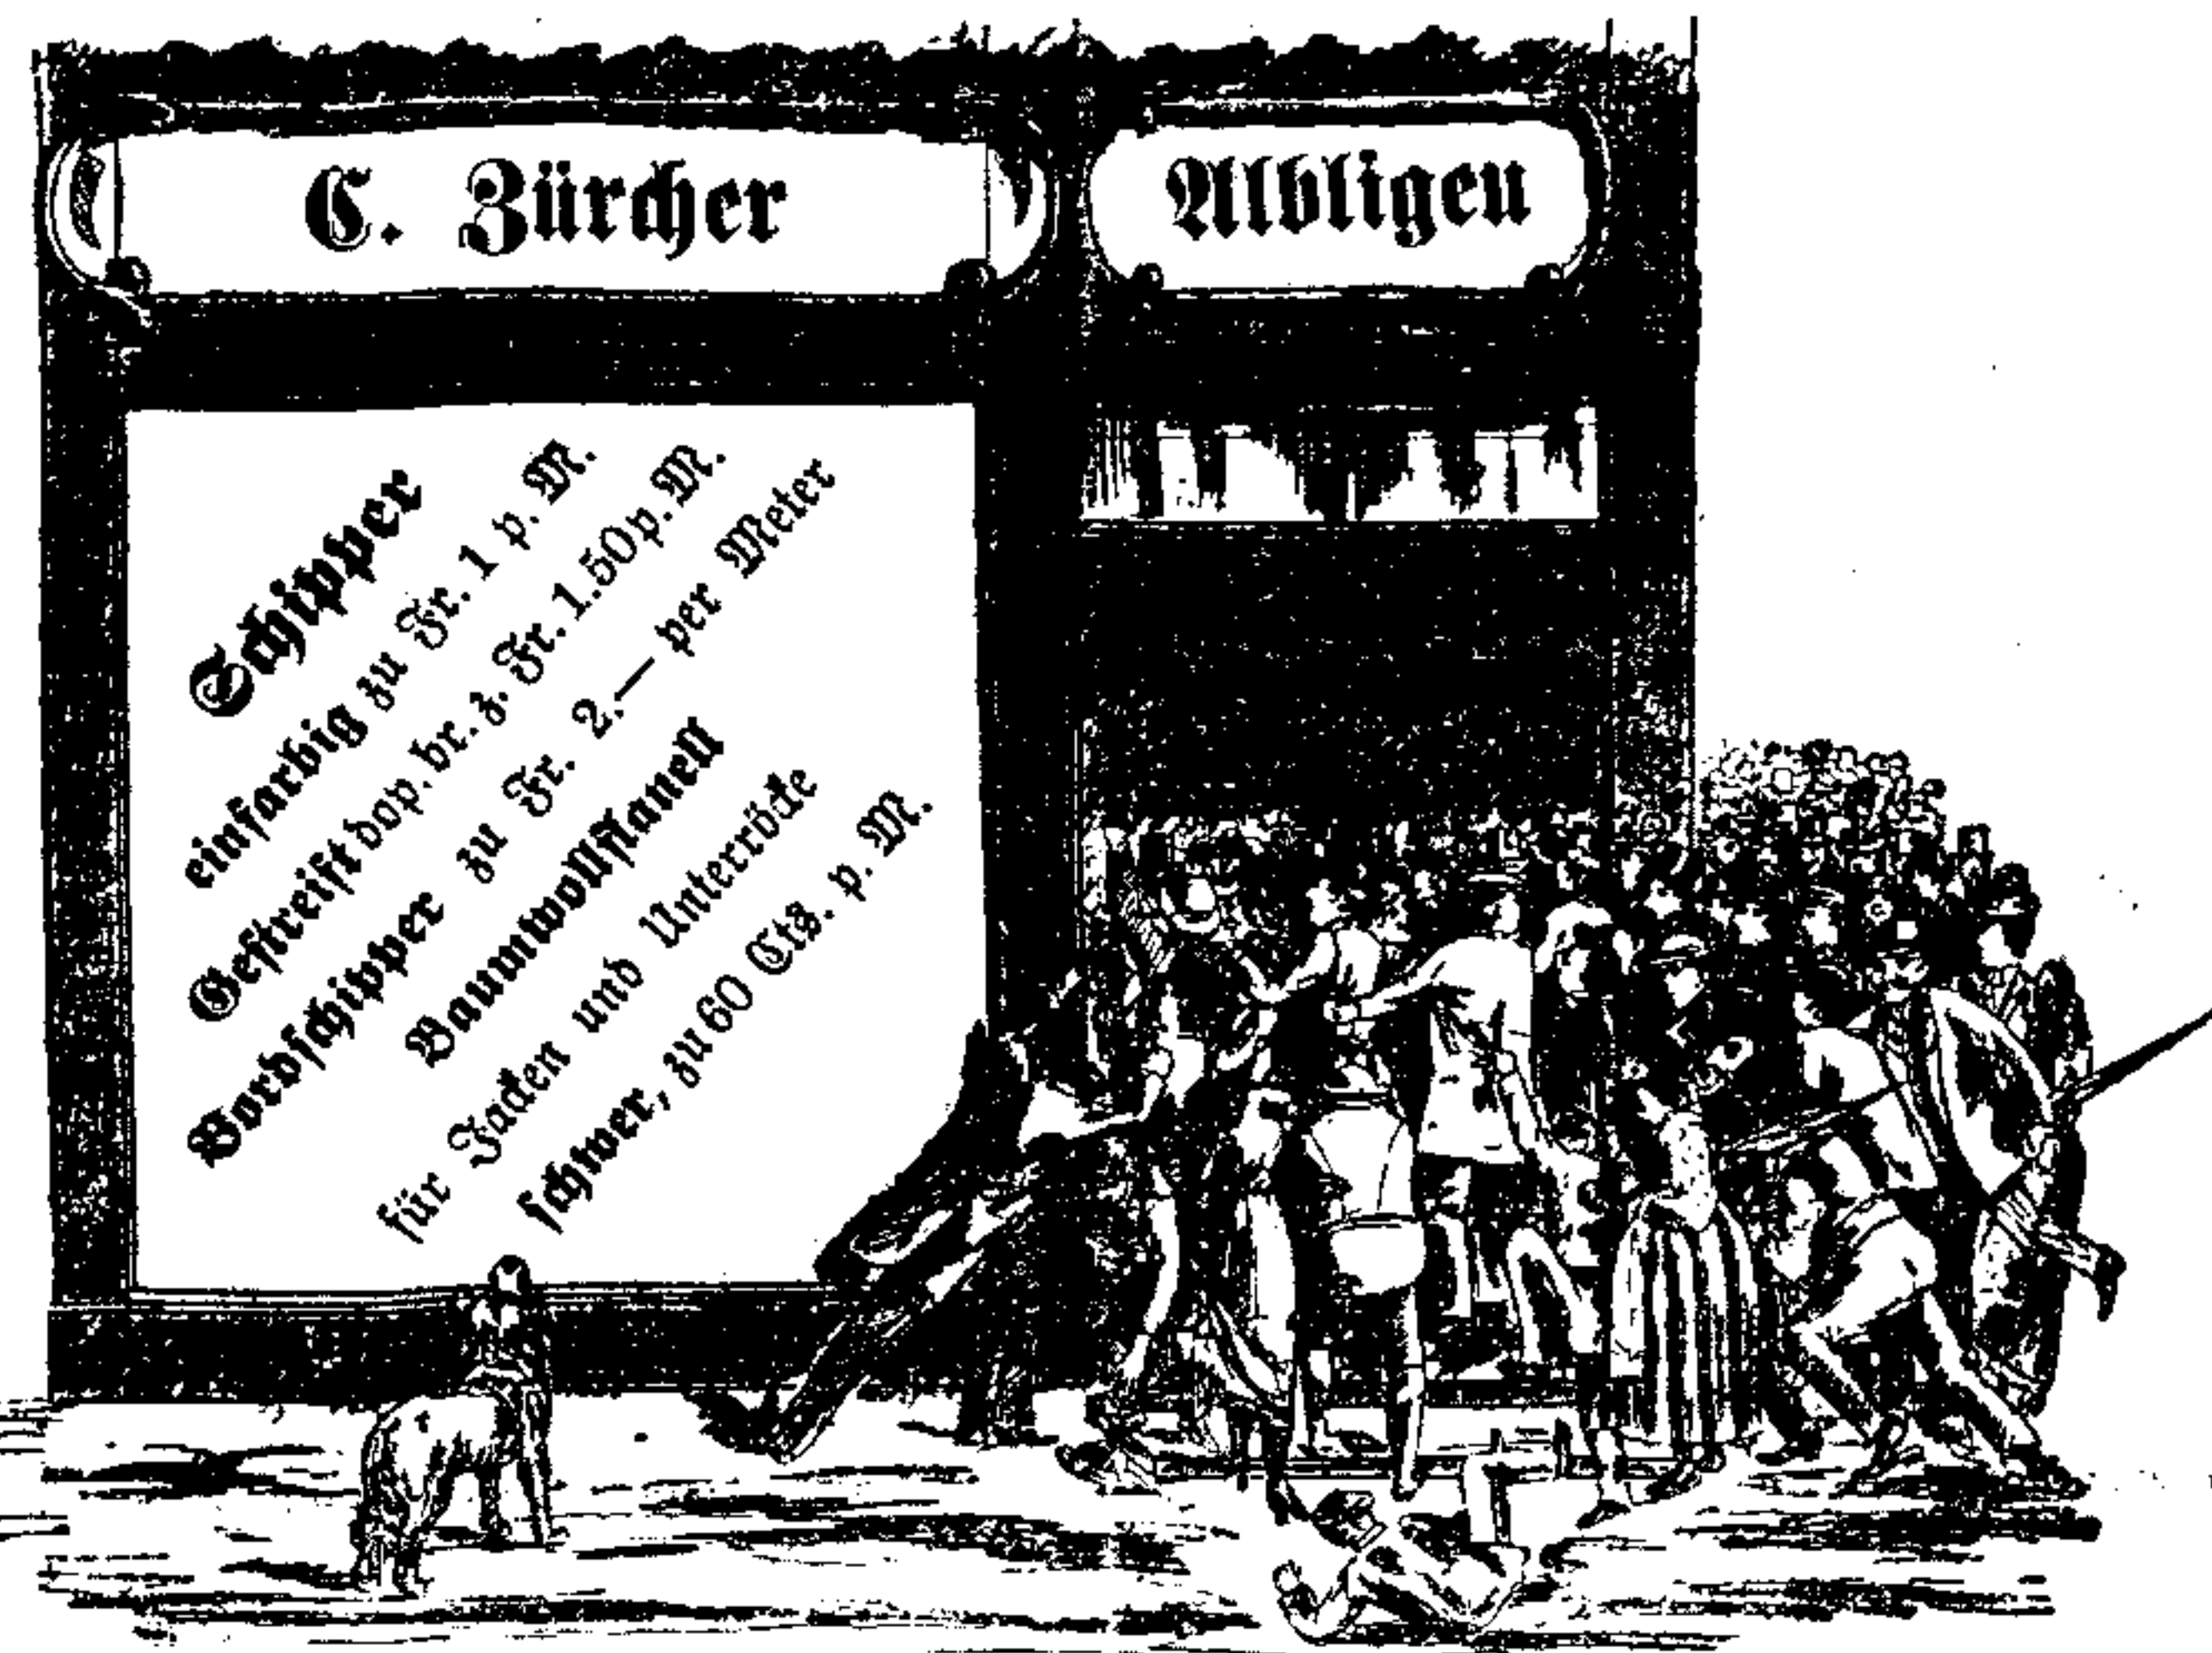 C. Zürcher
Albligen
Schipper
einfarbig zu Fr. 1 p. M.
Gestreift dop. br. z. Fr. 1.50 p. M.
Bordschipper zu Fr. 2.— per Meter
Baumwollflanell
für Jacken und Unterröcke
schwer, zu 60 Cts. p. M.